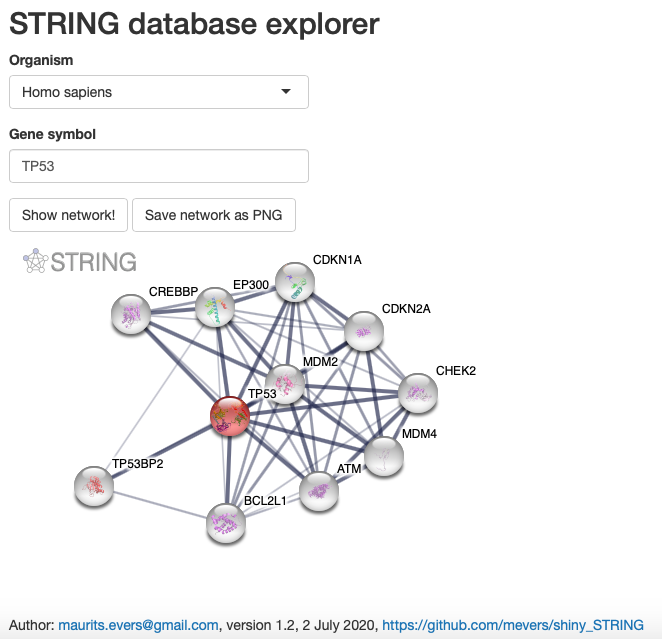 STRING database explorer
Organism
Homo sapiens
Gene symbol
TP53
Show network! Save network as PNG
STRING
CDKN1A
CREBBP
EP300
CDKN2A
MDM2
CHEK2
TP53
MDM4
TP53BP2
ATM
BCL2L1
Author: maurits.evers@gmail.com, version 1.2, 2 July 2020, https://github.com/mevers/shiny_STRING